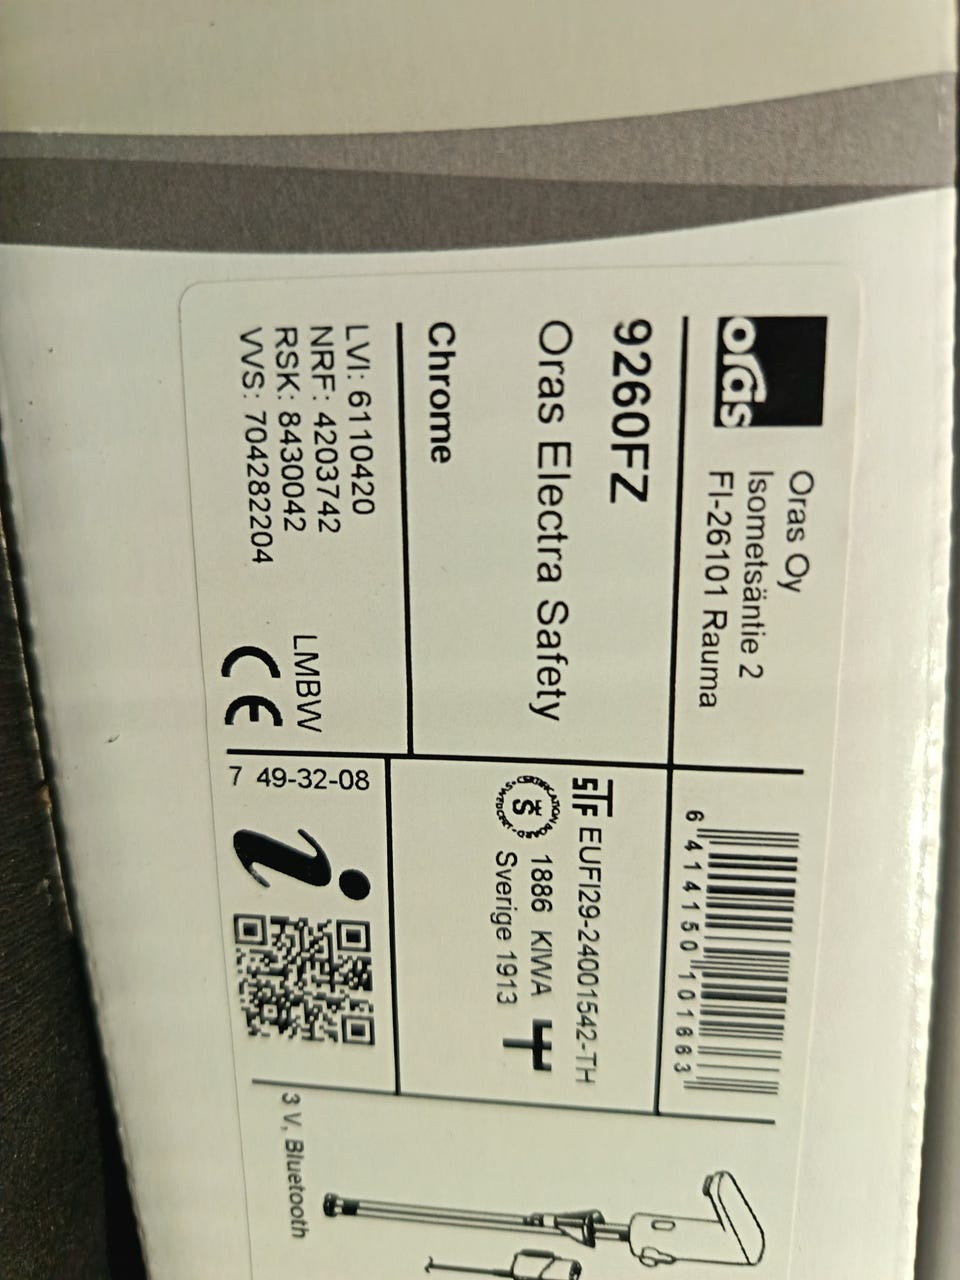 oras
Oras Oy
Isometsäntie 2
FI-26101 Rauma
6 414150 101663
9260FZ
Oras Electra Safety
Chrome
STF EUFI29-24001542-TH
1886 KIWA
Sverige 1913
LVI: 6110420
NRF: 4203742
RSK: 8430042
VVS: 704282204
LMBW
CE
7 49-32-08
i
3 V, Bluetooth